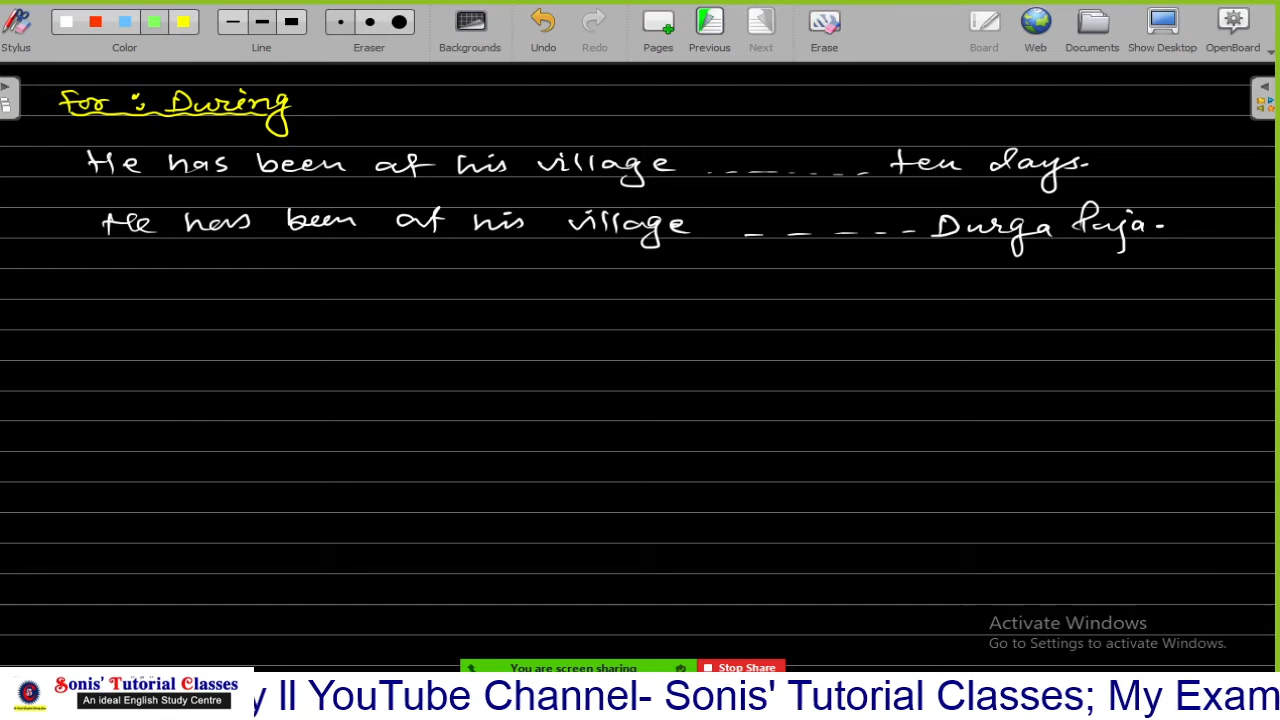 Stylus
Color
Line
Eraser
Backgrounds
Undo
Redo
Pages
Previous
Next
Erase
Board
Web
Documents
Show Desktop
OpenBoard
For : During
He has been at his village .......... ten days.
He has been at his village _ _ _ _ _ _ Durga Puja.
Activate Windows
Go to Settings to activate Windows.
You are screen sharing
Stop Share
Sonis' Tutorial Classes
An ideal English Study Centre
y II YouTube Channel- Sonis' Tutorial Classes; My Exam